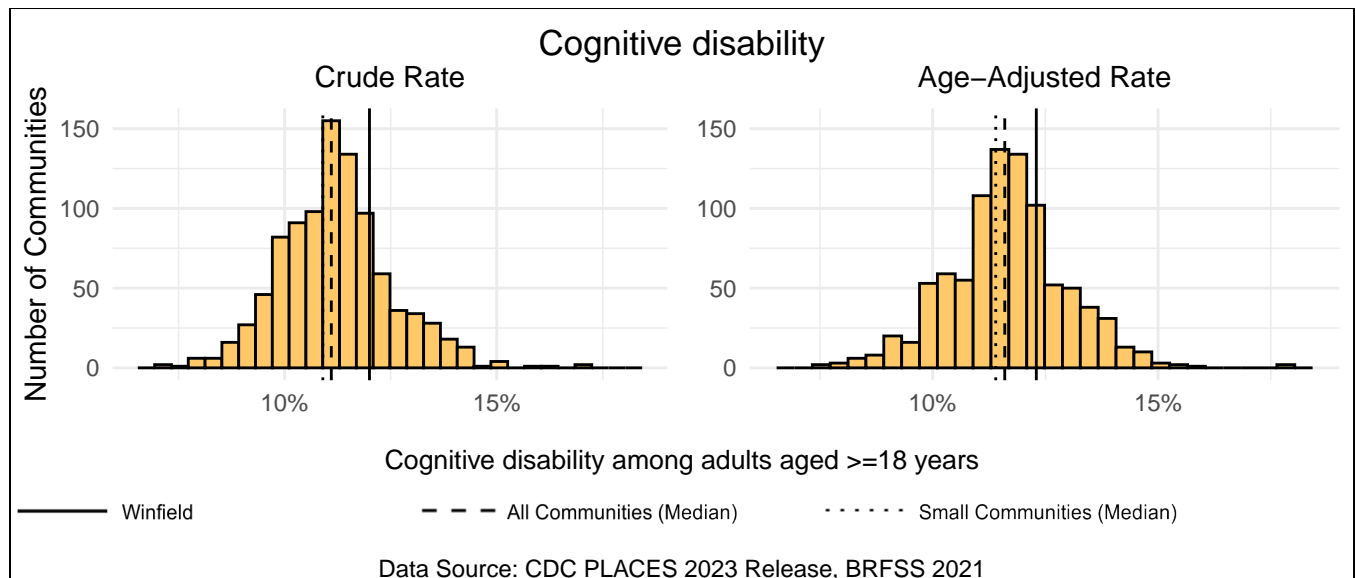 Cognitive disability
Crude Rate
Age−Adjusted Rate
Number of Communities
150
100
50
0
10%
15%
150
100
50
0
10%
15%
Cognitive disability among adults aged >=18 years
Winfield
All Communities (Median)
Small Communities (Median)
Data Source: CDC PLACES 2023 Release, BRFSS 2021